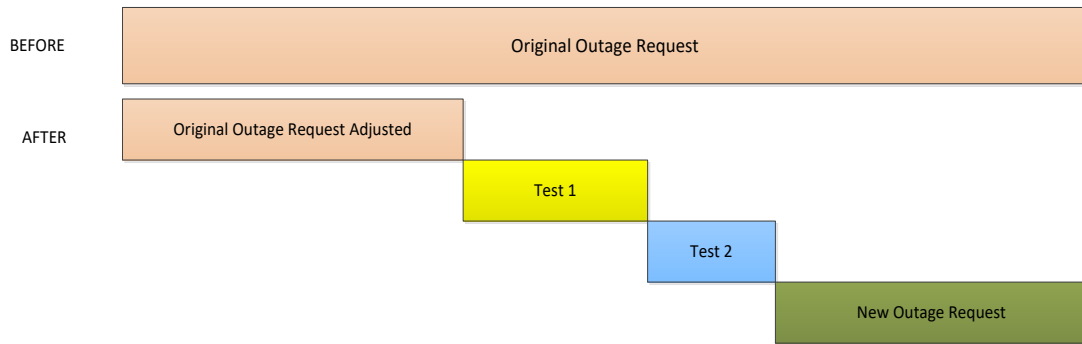 BEFORE
Original Outage Request
AFTER
Original Outage Request Adjusted
Test 1
Test 2
New Outage Request